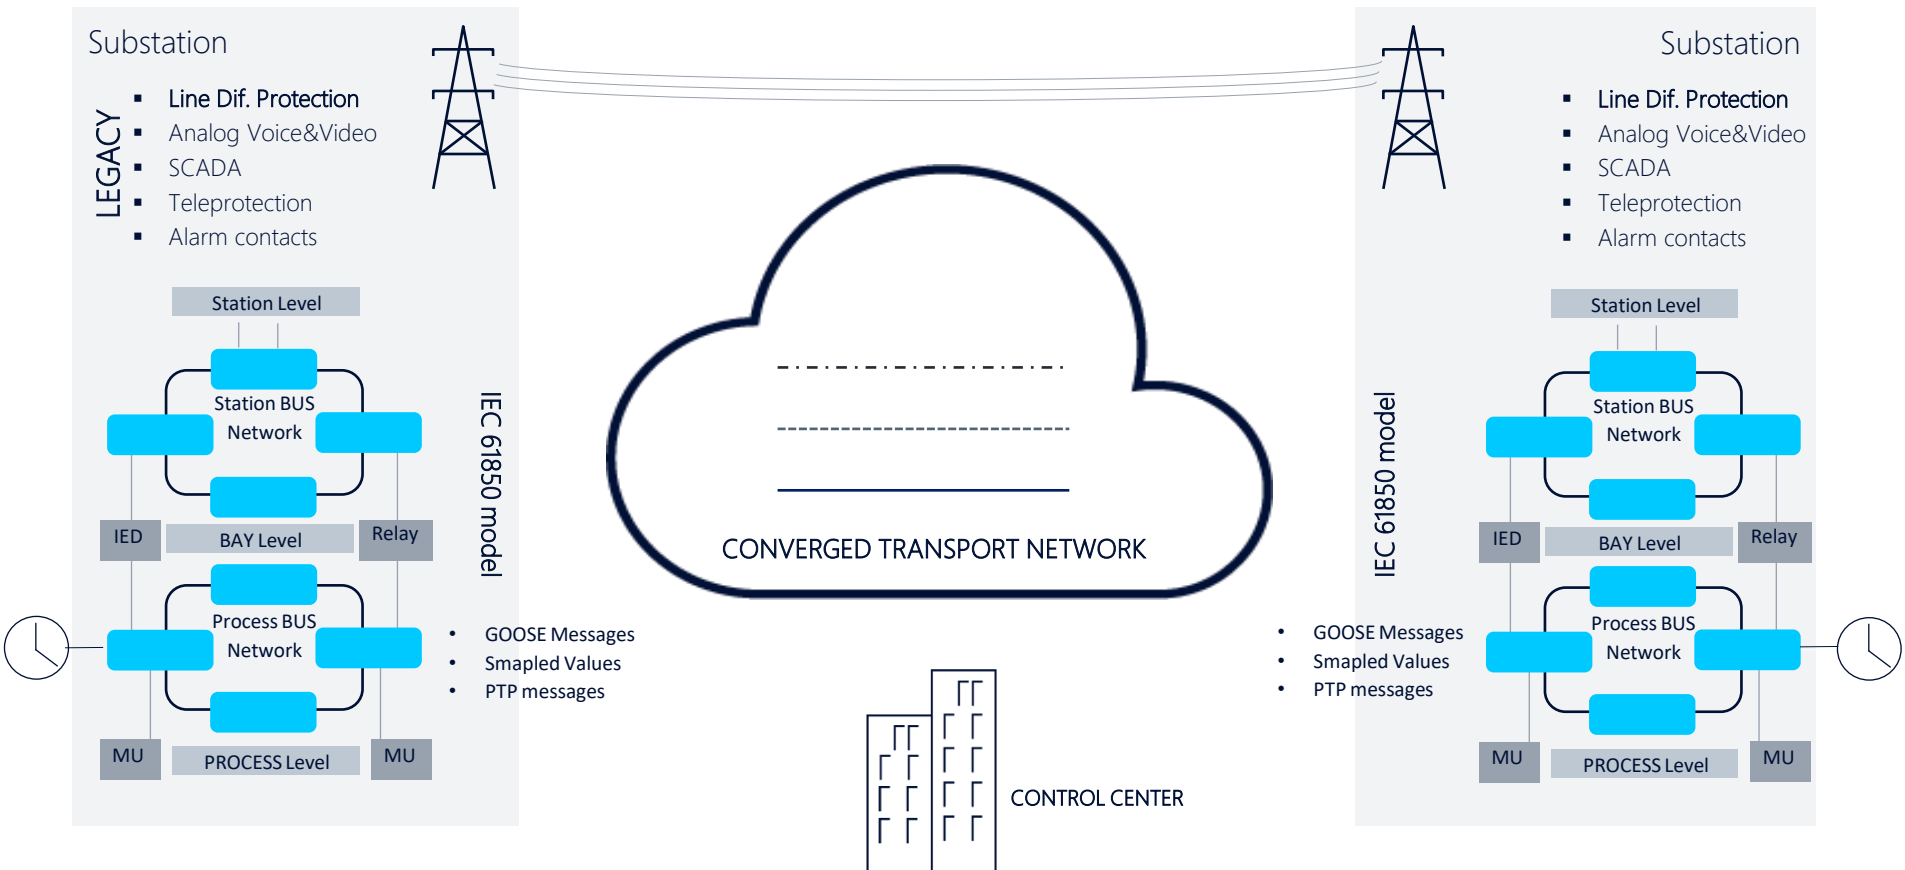 Substation
LEGACY
Line Dif. Protection
Analog Voice&Video
SCADA
Teleprotection
Alarm contacts
Station Level
Station BUS
Network
IED
BAY Level
Relay
Process BUS
Network
MU
PROCESS Level
MU
IEC 61850 model
GOOSE Messages
Smapled Values
PTP messages
CONVERGED TRANSPORT NETWORK
CONTROL CENTER
Substation
Line Dif. Protection
Analog Voice&Video
SCADA
Teleprotection
Alarm contacts
IEC 61850 model
Station Level
Station BUS
Network
IED
BAY Level
Relay
Process BUS
Network
MU
PROCESS Level
MU
GOOSE Messages
Smapled Values
PTP messages